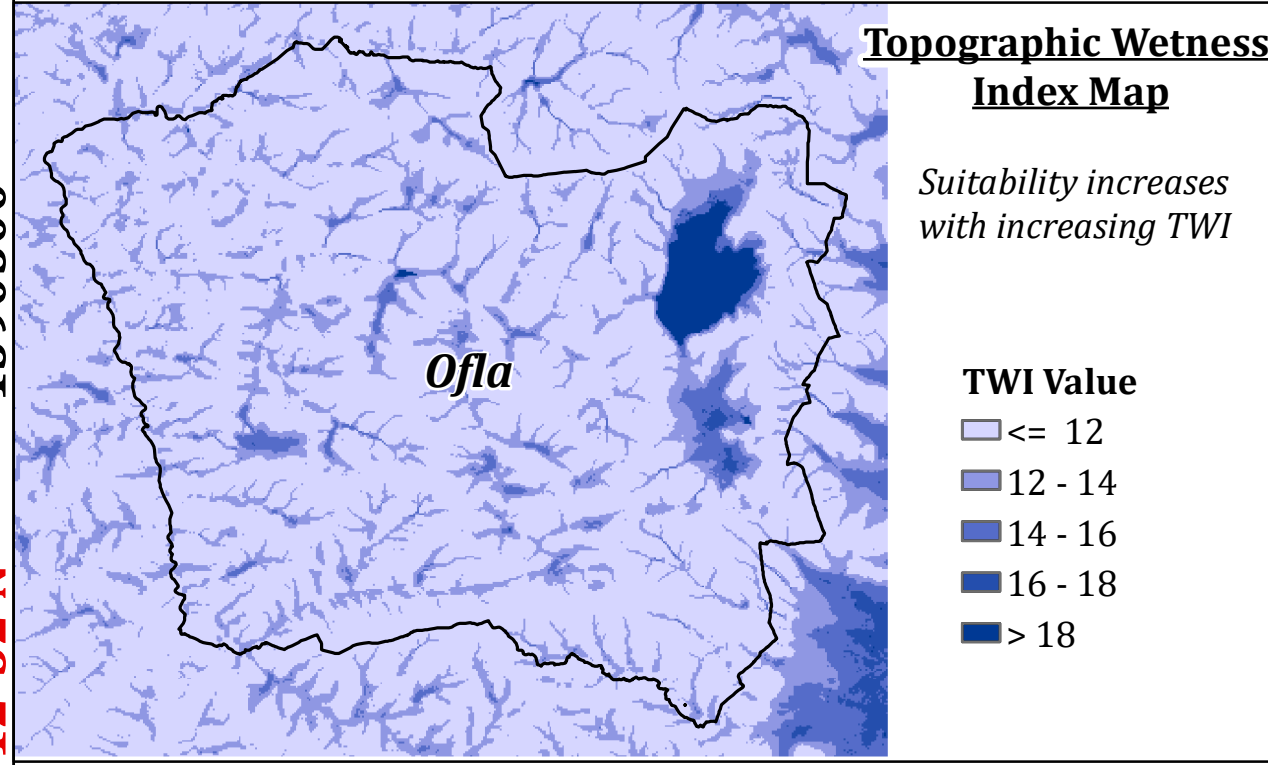 Topographic Wetness
Index Map
Suitability increases
with increasing TWI
Ofla
TWI Value
<= 12
12 - 14
14 - 16
16 - 18
> 18